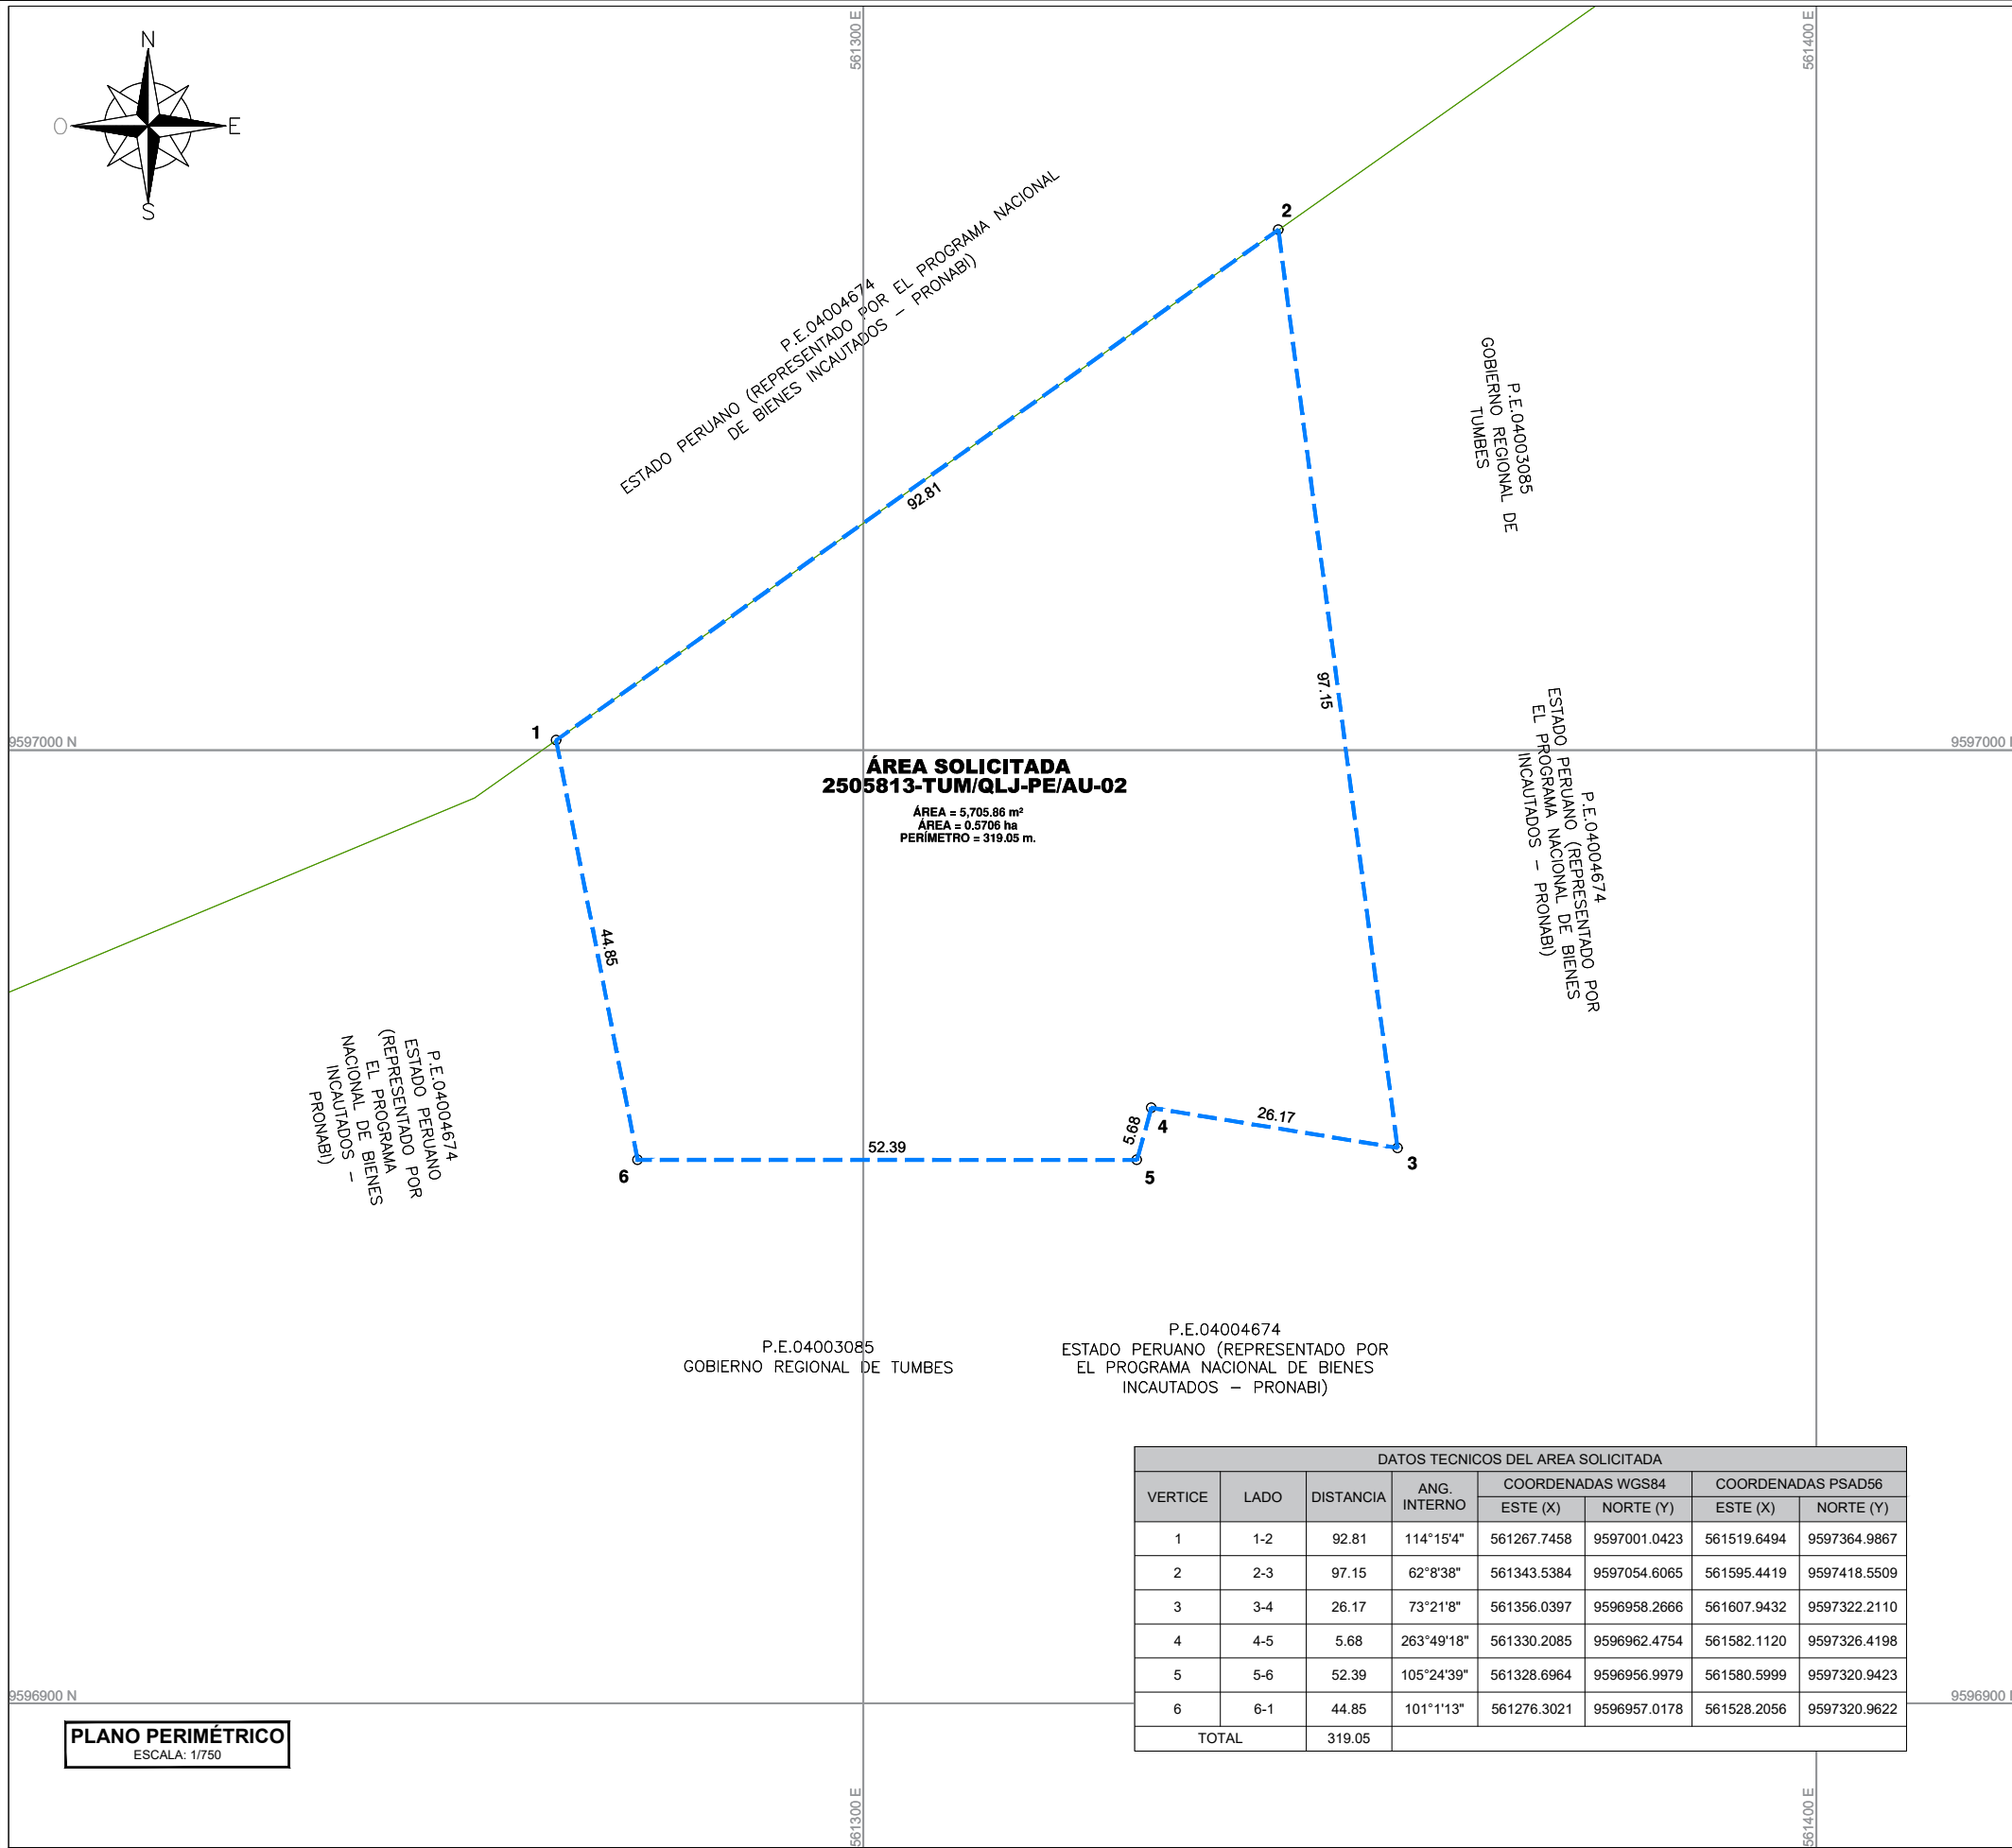 N
O
E
S
561300 E
561400 E
2
P.E.04004674
ESTADO PERUANO (REPRESENTADO POR EL PROGRAMA NACIONAL
DE BIENES INCAUTADOS – PRONABI)
92.81
P.E.04003085
GOBIERNO REGIONAL DE
TUMBES
97.15
1
9597000 N
9597000
ÁREA SOLICITADA
2505813-TUM/QLJ-PE/AU-02
ÁREA = 5,705.86 m²
ÁREA = 0.5706 ha
PERÍMETRO = 319.05 m.
P.E.04004674
ESTADO PERUANO (REPRESENTADO POR
EL PROGRAMA NACIONAL DE BIENES
INCAUTADOS – PRONABI)
44.85
P.E.04004674
ESTADO PERUANO
(REPRESENTADO POR
EL PROGRAMA
NACIONAL DE BIENES
INCAUTADOS –
PRONABI)
5.68
4
26.17
3
52.39
6
5
P.E.04003085
GOBIERNO REGIONAL DE TUMBES
P.E.04004674
ESTADO PERUANO (REPRESENTADO POR
EL PROGRAMA NACIONAL DE BIENES
INCAUTADOS – PRONABI)
DATOS TECNICOS DEL AREA SOLICITADA
VERTICE LADO DISTANCIA ANG. INTERNO COORDENADAS WGS84 COORDENADAS PSAD56
ESTE (X) NORTE (Y) ESTE (X) NORTE (Y)
1 1-2 92.81 114°15'4" 561267.7458 9597001.0423 561519.6494 9597364.9867
2 2-3 97.15 62°8'38" 561343.5384 9597054.6065 561595.4419 9597418.5509
3 3-4 26.17 73°21'8" 561356.0397 9596958.2666 561607.9432 9597322.2110
4 4-5 5.68 263°49'18" 561330.2085 9596962.4754 561582.1120 9597326.4198
5 5-6 52.39 105°24'39" 561328.6964 9596956.9979 561580.5999 9597320.9423
6 6-1 44.85 101°1'13" 561276.3021 9596957.0178 561528.2056 9597320.9622
TOTAL 319.05
9596900 N
9596900
PLANO PERIMÉTRICO
ESCALA: 1/750
561300 E
561400 E